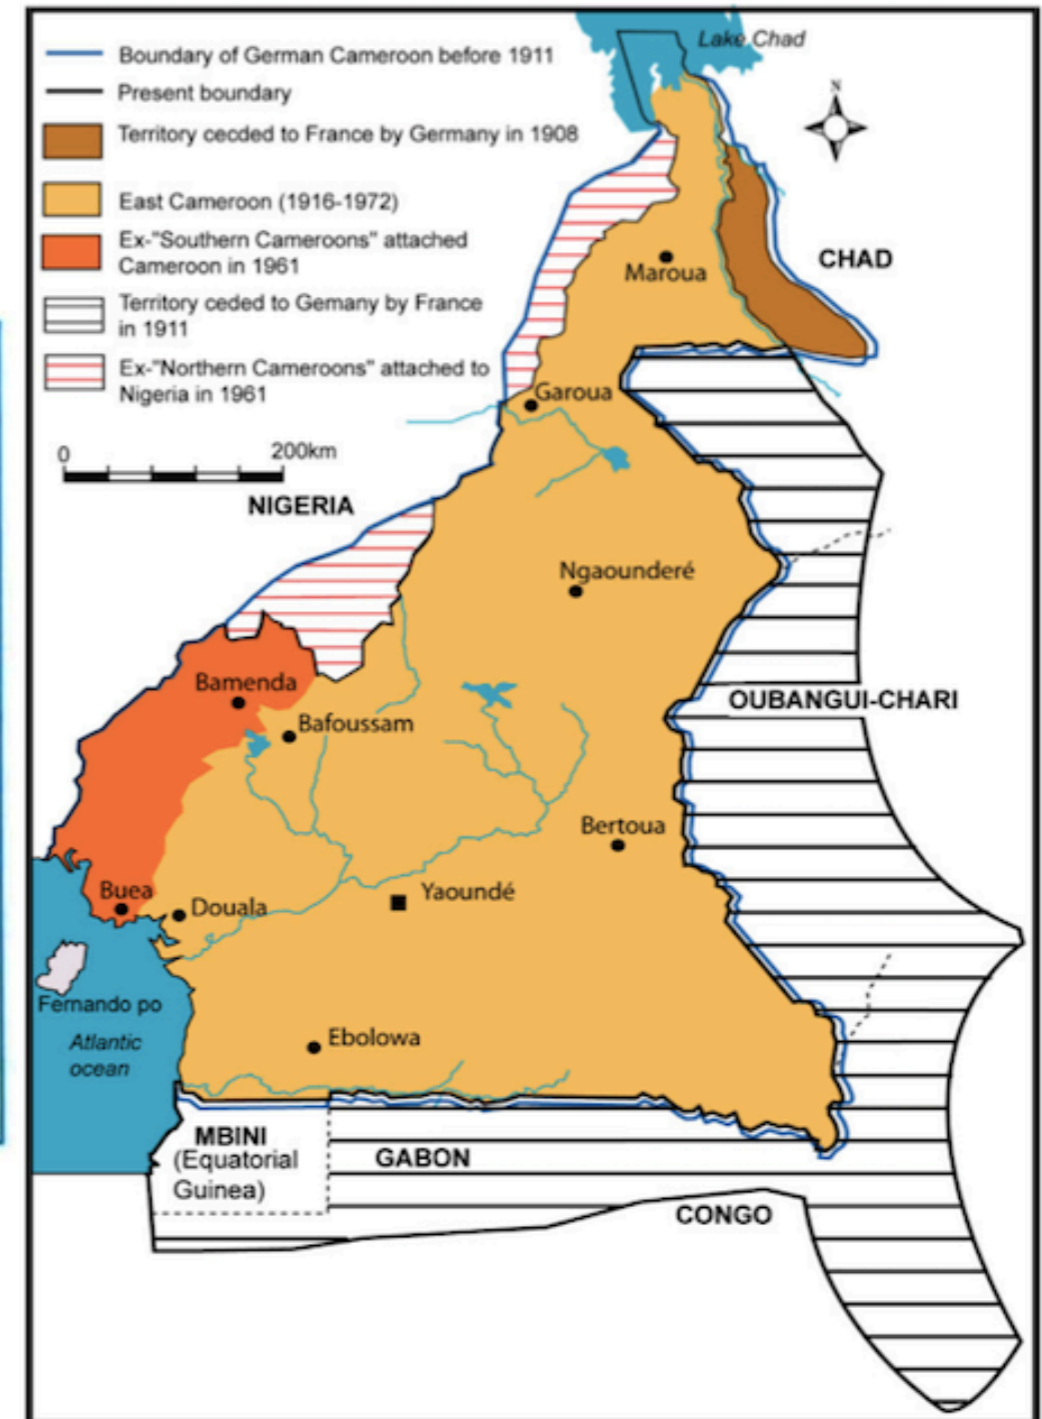 Lake Chad
Boundary of German Cameroon before 1911
Present boundary
N
Territory cecded to France by Germany in 1908
East Cameroon (1916-1972)
Ex-"Southern Cameroons" attached
Cameroon in 1961
Territory ceded to Gemany by France
in 1911
Ex-"Northern Cameroons" attached to
Nigeria in 1961
0 200km
CHAD
Maroua
Garoua
NIGERIA
Ngaounderé
Bamenda
OUBANGUI-CHARI
Bafoussam
Bertoua
Buea
Yaoundé
Douala
Fernando po
Ebolowa
Atlantic
ocean
MBINI
(Equatorial
Guinea)
GABON
CONGO